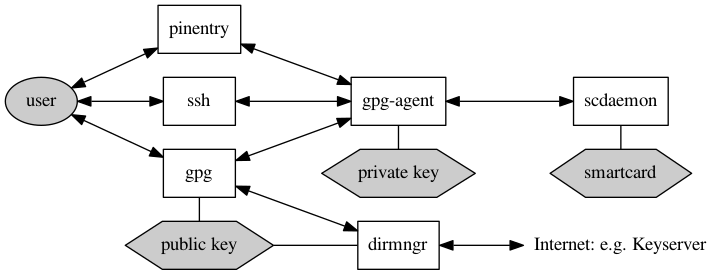 pinentry
user
ssh
gpg-agent
scdaemon
gpg
private key
smartcard
public key
dirmngr
Internet: e.g. Keyserver